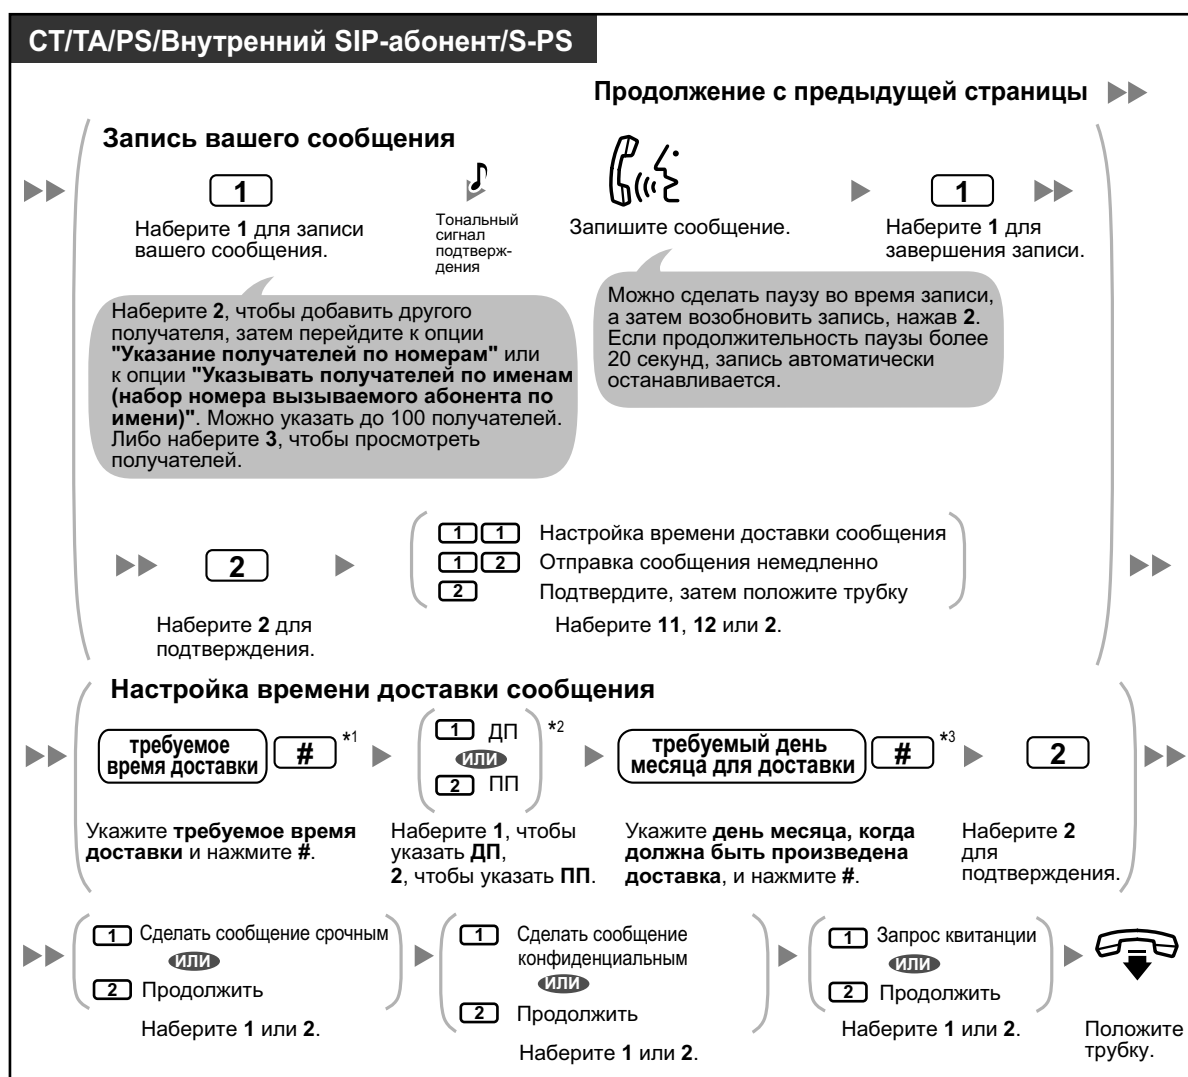 СТ/TA/PS/Внутренний SIP-абонент/S-PS
Продолжение с предыдущей страницы
Запись вашего сообщения
1
Наберите 1 для записи
вашего сообщения.
Тональный
сигнал
подтверж-
дения
Запишите сообщение.
1
Наберите 1 для
завершения записи.
Наберите 2, чтобы добавить другого
получателя, затем перейдите к опции
"Указание получателей по номерам" или
к опции "Указывать получателей по именам
(набор номера вызываемого абонента по
имени)". Можно указать до 100 получателей.
Либо наберите 3, чтобы просмотреть
получателей.
Можно сделать паузу во время записи,
а затем возобновить запись, нажав 2.
Если продолжительность паузы более
20 секунд, запись автоматически
останавливается.
2
Наберите 2 для
подтверждения.
1 1 Настройка времени доставки сообщения
1 2 Отправка сообщения немедленно
2 Подтвердите, затем положите трубку
Наберите 11, 12 или 2.
Настройка времени доставки сообщения
требуемое
время доставки
# *1
Укажите требуемое время
доставки и нажмите #.
1 ДП *2
ИЛИ
2 ПП
Наберите 1, чтобы
указать ДП,
2, чтобы указать ПП.
требуемый день
месяца для доставки
# *3
Укажите день месяца, когда
должна быть произведена
доставка, и нажмите #.
2
Наберите 2
для
подтверждения.
1 Сделать сообщение срочным
ИЛИ
2 Продолжить
Наберите 1 или 2.
1 Сделать сообщение
конфиденциальным
ИЛИ
2 Продолжить
Наберите 1 или 2.
1 Запрос квитанции
ИЛИ
2 Продолжить
Наберите 1 или 2.
Положите
трубку.